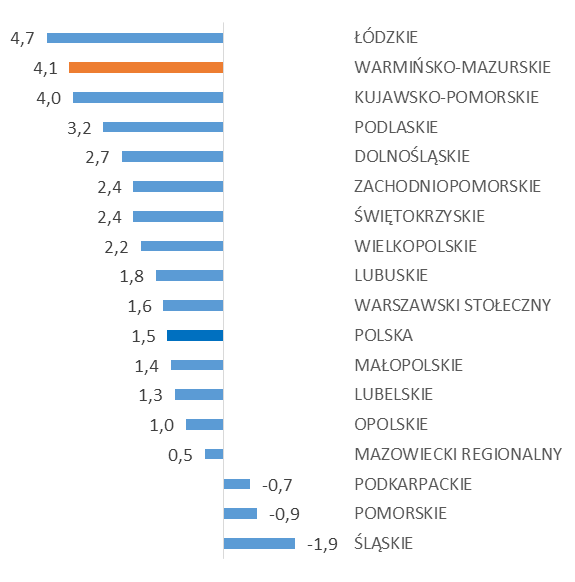 4,7 ŁÓDZKIE
4,1 WARMIŃSKO-MAZURSKIE
4,0 KUJAWSKO-POMORSKIE
3,2 PODLASKIE
2,7 DOLNOŚLĄSKIE
2,4 ZACHODNIOPOMORSKIE
2,4 ŚWIĘTOKRZYSKIE
2,2 WIELKOPOLSKIE
1,8 LUBUSKIE
1,6 WARSZAWSKI STOŁECZNY
1,5 POLSKA
1,4 MAŁOPOLSKIE
1,3 LUBELSKIE
1,0 OPOLSKIE
0,5 MAZOWIECKI REGIONALNY
-0,7 PODKARPACKIE
-0,9 POMORSKIE
-1,9 ŚLĄSKIE